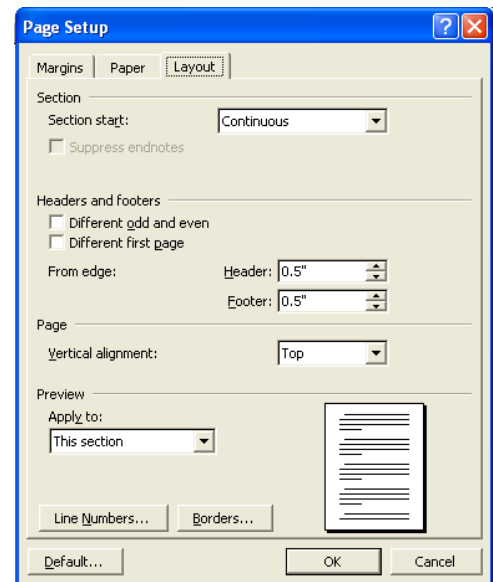 Page Setup
Margins Paper Layout
Section
Section start: Continuous
Suppress endnotes
Headers and footers
Different odd and even
Different first page
From edge: Header: 0.5"
Footer: 0.5"
Page
Vertical alignment: Top
Preview
Apply to:
This section
Line Numbers... Borders...
Default... OK Cancel